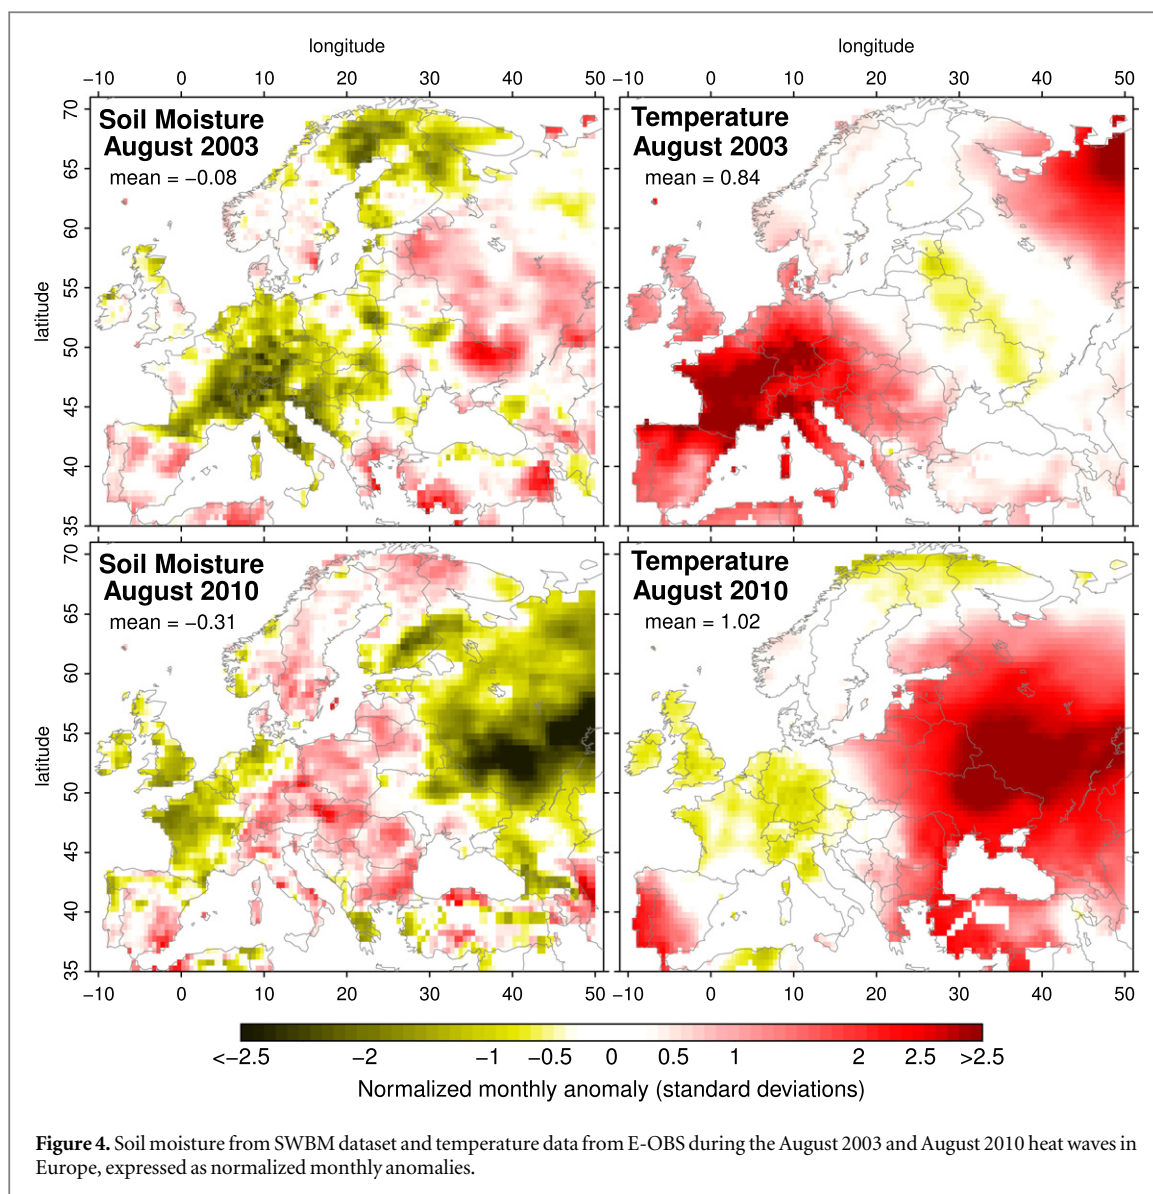 longitude
longitude
−10 0 10 20 30 40 50
−10 0 10 20 30 40 50
Soil Moisture
August 2003
mean = −0.08
Temperature
August 2003
mean = 0.84
latitude
70
65
60
55
50
45
40
35
Soil Moisture
August 2010
mean = −0.31
Temperature
August 2010
mean = 1.02
latitude
70
65
60
55
50
45
40
35
−10 0 10 20 30 40 50
−10 0 10 20 30 40 50
<−2.5 −2 −1 −0.5 0 0.5 1 2 2.5 >2.5
Normalized monthly anomaly (standard deviations)
Figure 4. Soil moisture from SWBM dataset and temperature data from E-OBS during the August 2003 and August 2010 heat waves in
Europe, expressed as normalized monthly anomalies.